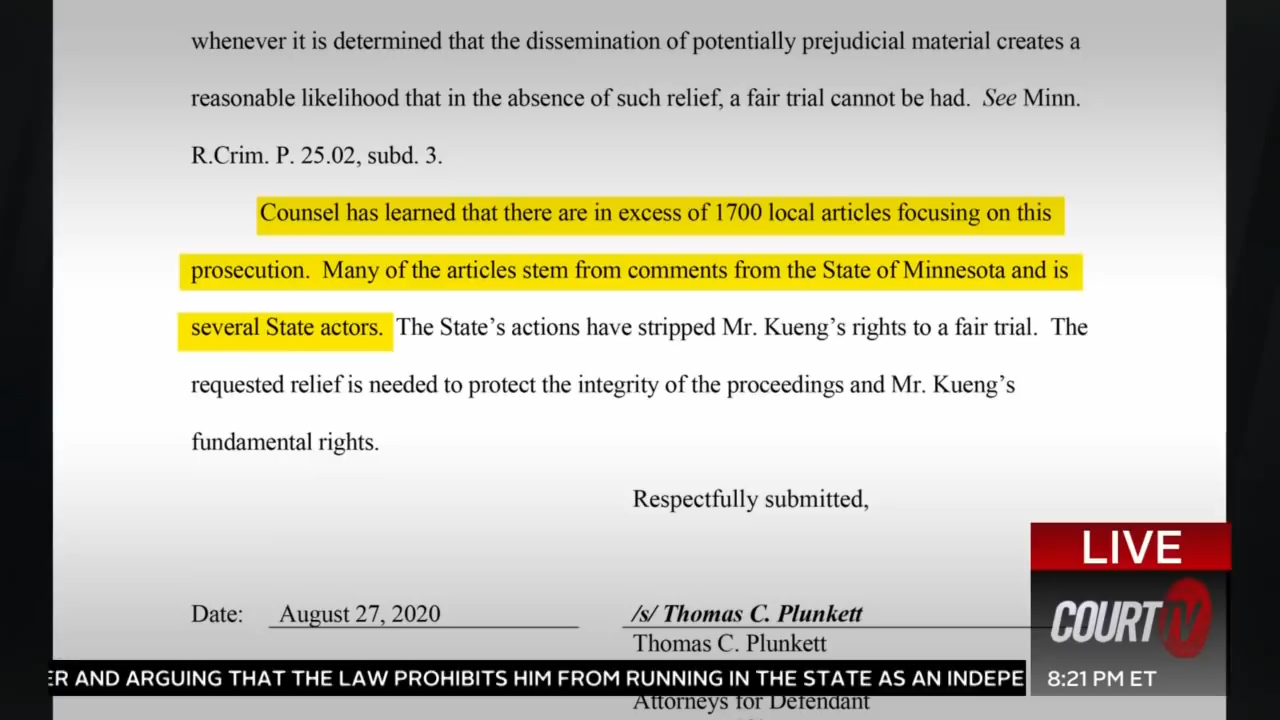 whenever it is determined that the dissemination of potentially prejudicial material creates a
reasonable likelihood that in the absence of such relief, a fair trial cannot be had. See Minn.
R.Crim. P. 25.02, subd. 3.
Counsel has learned that there are in excess of 1700 local articles focusing on this
prosecution. Many of the articles stem from comments from the State of Minnesota and is
several State actors. The State’s actions have stripped Mr. Kueng’s rights to a fair trial. The
requested relief is needed to protect the integrity of the proceedings and Mr. Kueng’s
fundamental rights.
Respectfully submitted,
Date: August 27, 2020 /s/ Thomas C. Plunkett
Thomas C. Plunkett
Attorneys for Defendant
LIVE
COURT TV
8:21 PM ET
ER AND ARGUING THAT THE LAW PROHIBITS HIM FROM RUNNING IN THE STATE AS AN INDEPE